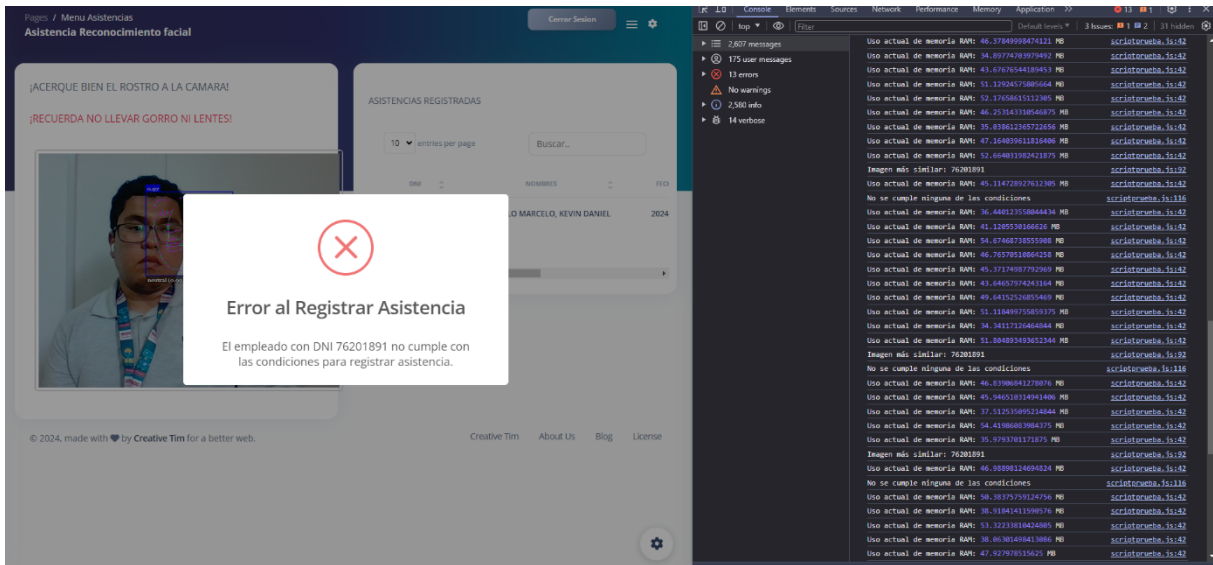 Pages / Menu Asistencias
Asistencia Reconocimiento facial
Cerrar Sesion
¡ACERQUE BIEN EL ROSTRO A LA CAMARA!
¡RECUERDA NO LLEVAR GORRO NI LENTES!
ASISTENCIAS REGISTRADAS
10 entries per page
Buscar..
DNI NOMBRES FECI
LO MARCELO, KEVIN DANIEL 2024
Error al Registrar Asistencia
El empleado con DNI 76201891 no cumple con
las condiciones para registrar asistencia.
© 2024, made with by Creative Tim for a better web.
Creative Tim About Us Blog License
Console Elements Sources Network Performance Memory Application 13 1
top Filter Default levels 3 Issues: 1 2 31 hidden
2,607 messages
175 user messages
13 errors
No warnings
2,580 info
14 verbose
Uso actual de memoria RAM: 46.37849998474121 MB scriptprueba.js:42
Uso actual de memoria RAM: 34.89774703979492 MB scriptprueba.js:42
Uso actual de memoria RAM: 43.67676544189453 MB scriptprueba.js:42
Uso actual de memoria RAM: 51.12924575805664 MB scriptprueba.js:42
Uso actual de memoria RAM: 52.17658615112305 MB scriptprueba.js:42
Uso actual de memoria RAM: 46.253143310546875 MB scriptprueba.js:42
Uso actual de memoria RAM: 35.038612365722656 MB scriptprueba.js:42
Uso actual de memoria RAM: 47.164039611816406 MB scriptprueba.js:42
Uso actual de memoria RAM: 52.664031982421875 MB scriptprueba.js:42
Imagen más similar: 76201891 scriptprueba.js:92
Uso actual de memoria RAM: 45.114728927612305 MB scriptprueba.js:42
No se cumple ninguna de las condiciones scriptprueba.js:116
Uso actual de memoria RAM: 36.440123558044434 MB scriptprueba.js:42
Uso actual de memoria RAM: 41.1205530166626 MB scriptprueba.js:42
Uso actual de memoria RAM: 54.67468738555908 MB scriptprueba.js:42
Uso actual de memoria RAM: 46.76570510864258 MB scriptprueba.js:42
Uso actual de memoria RAM: 45.37174987792969 MB scriptprueba.js:42
Uso actual de memoria RAM: 43.64657974243164 MB scriptprueba.js:42
Uso actual de memoria RAM: 49.64152526855469 MB scriptprueba.js:42
Uso actual de memoria RAM: 51.118499755859375 MB scriptprueba.js:42
Uso actual de memoria RAM: 34.34117126464844 MB scriptprueba.js:42
Uso actual de memoria RAM: 51.804893493652344 MB scriptprueba.js:42
Imagen más similar: 76201891 scriptprueba.js:92
No se cumple ninguna de las condiciones scriptprueba.js:116
Uso actual de memoria RAM: 46.83906841278076 MB scriptprueba.js:42
Uso actual de memoria RAM: 45.946510314941406 MB scriptprueba.js:42
Uso actual de memoria RAM: 37.512535095214844 MB scriptprueba.js:42
Uso actual de memoria RAM: 54.41986083984375 MB scriptprueba.js:42
Uso actual de memoria RAM: 35.9793701171875 MB scriptprueba.js:42
Imagen más similar: 76201891 scriptprueba.js:92
Uso actual de memoria RAM: 46.98898124694824 MB scriptprueba.js:42
No se cumple ninguna de las condiciones scriptprueba.js:116
Uso actual de memoria RAM: 50.38375759124756 MB scriptprueba.js:42
Uso actual de memoria RAM: 38.91841411590576 MB scriptprueba.js:42
Uso actual de memoria RAM: 53.32233810424805 MB scriptprueba.js:42
Uso actual de memoria RAM: 38.06301498413086 MB scriptprueba.js:42
Uso actual de memoria RAM: 47.927978515625 MB scriptprueba.js:42